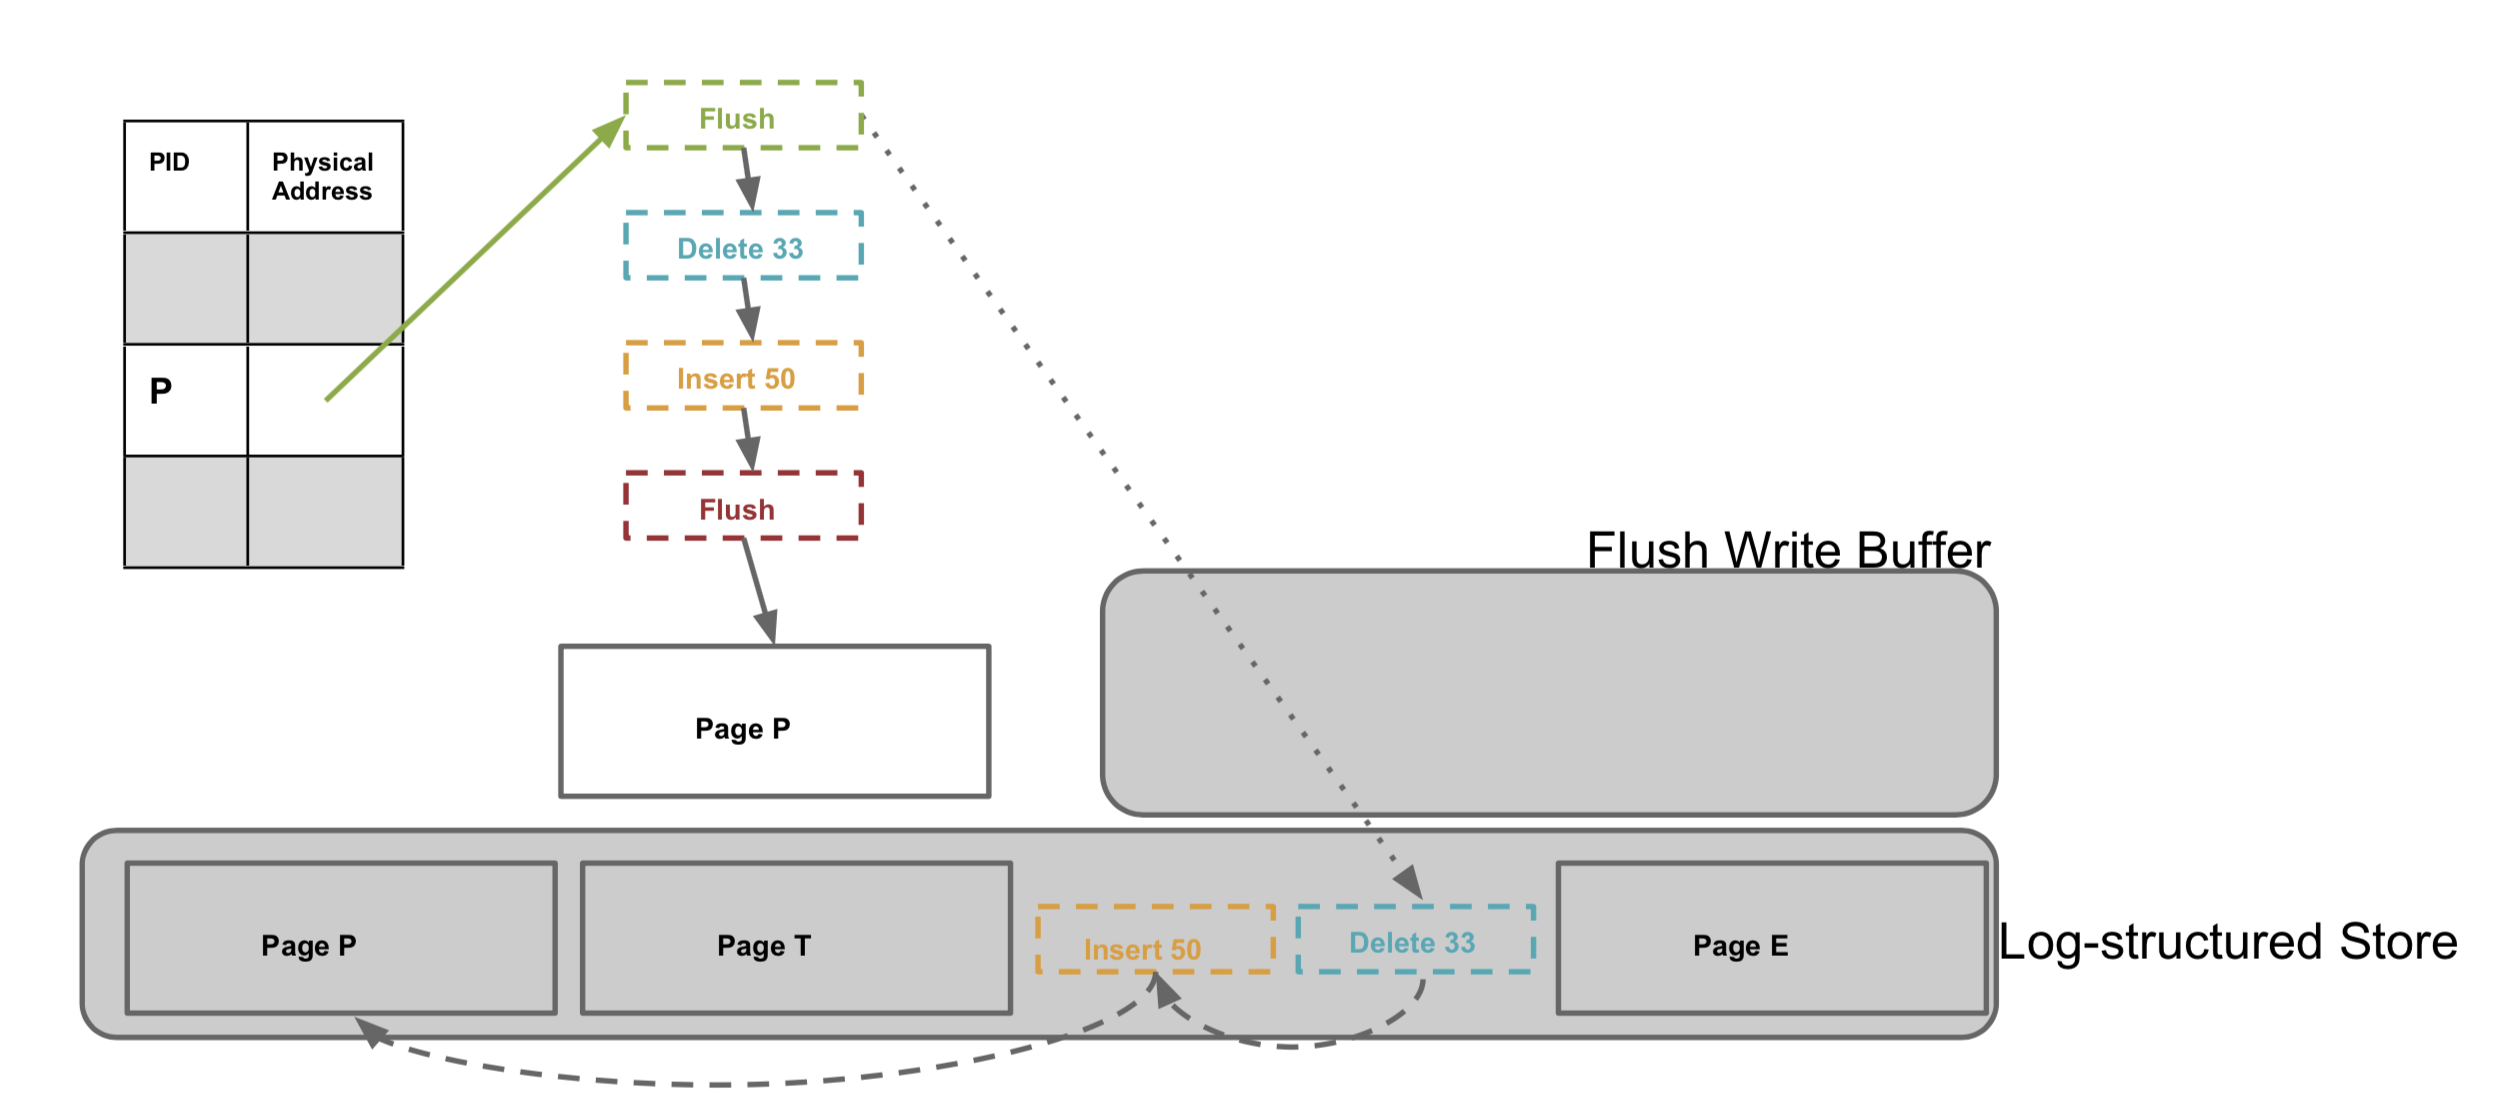 PID
Physical
Address
P
Flush
Delete 33
Insert 50
Flush
Page P
Flush Write Buffer
Page P
Page T
Insert 50
Delete 33
Page E
Log-structured Store